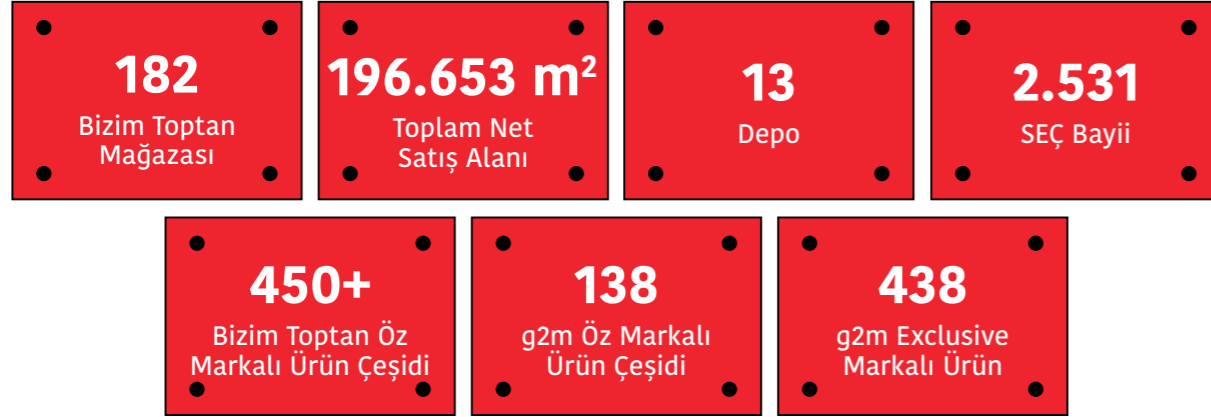 182
Bizim Toptan
Mağazası
196.653 m²
Toplam Net
Satış Alanı
13
Depo
2.531
SEÇ Bayii
450+
Bizim Toptan Öz
Markalı Ürün Çeşidi
138
g2m Öz Markalı
Ürün Çeşidi
438
g2m Exclusive
Markalı Ürün